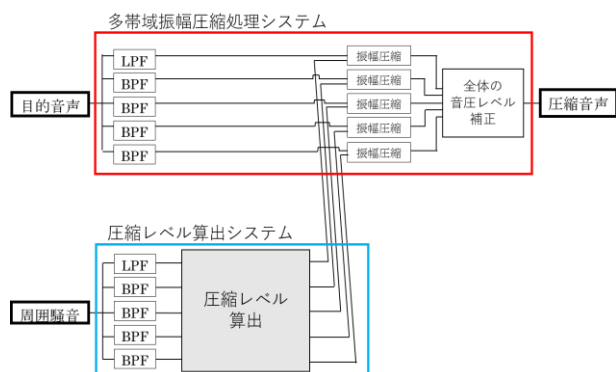 多帯域振幅圧縮処理システム
目的音声
LPF
BPF
BPF
BPF
BPF
振幅圧縮
振幅圧縮
振幅圧縮
振幅圧縮
振幅圧縮
全体の
音圧レベル
補正
圧縮音声
圧縮レベル算出システム
周囲騒音
LPF
BPF
BPF
BPF
BPF
圧縮レベル
算出